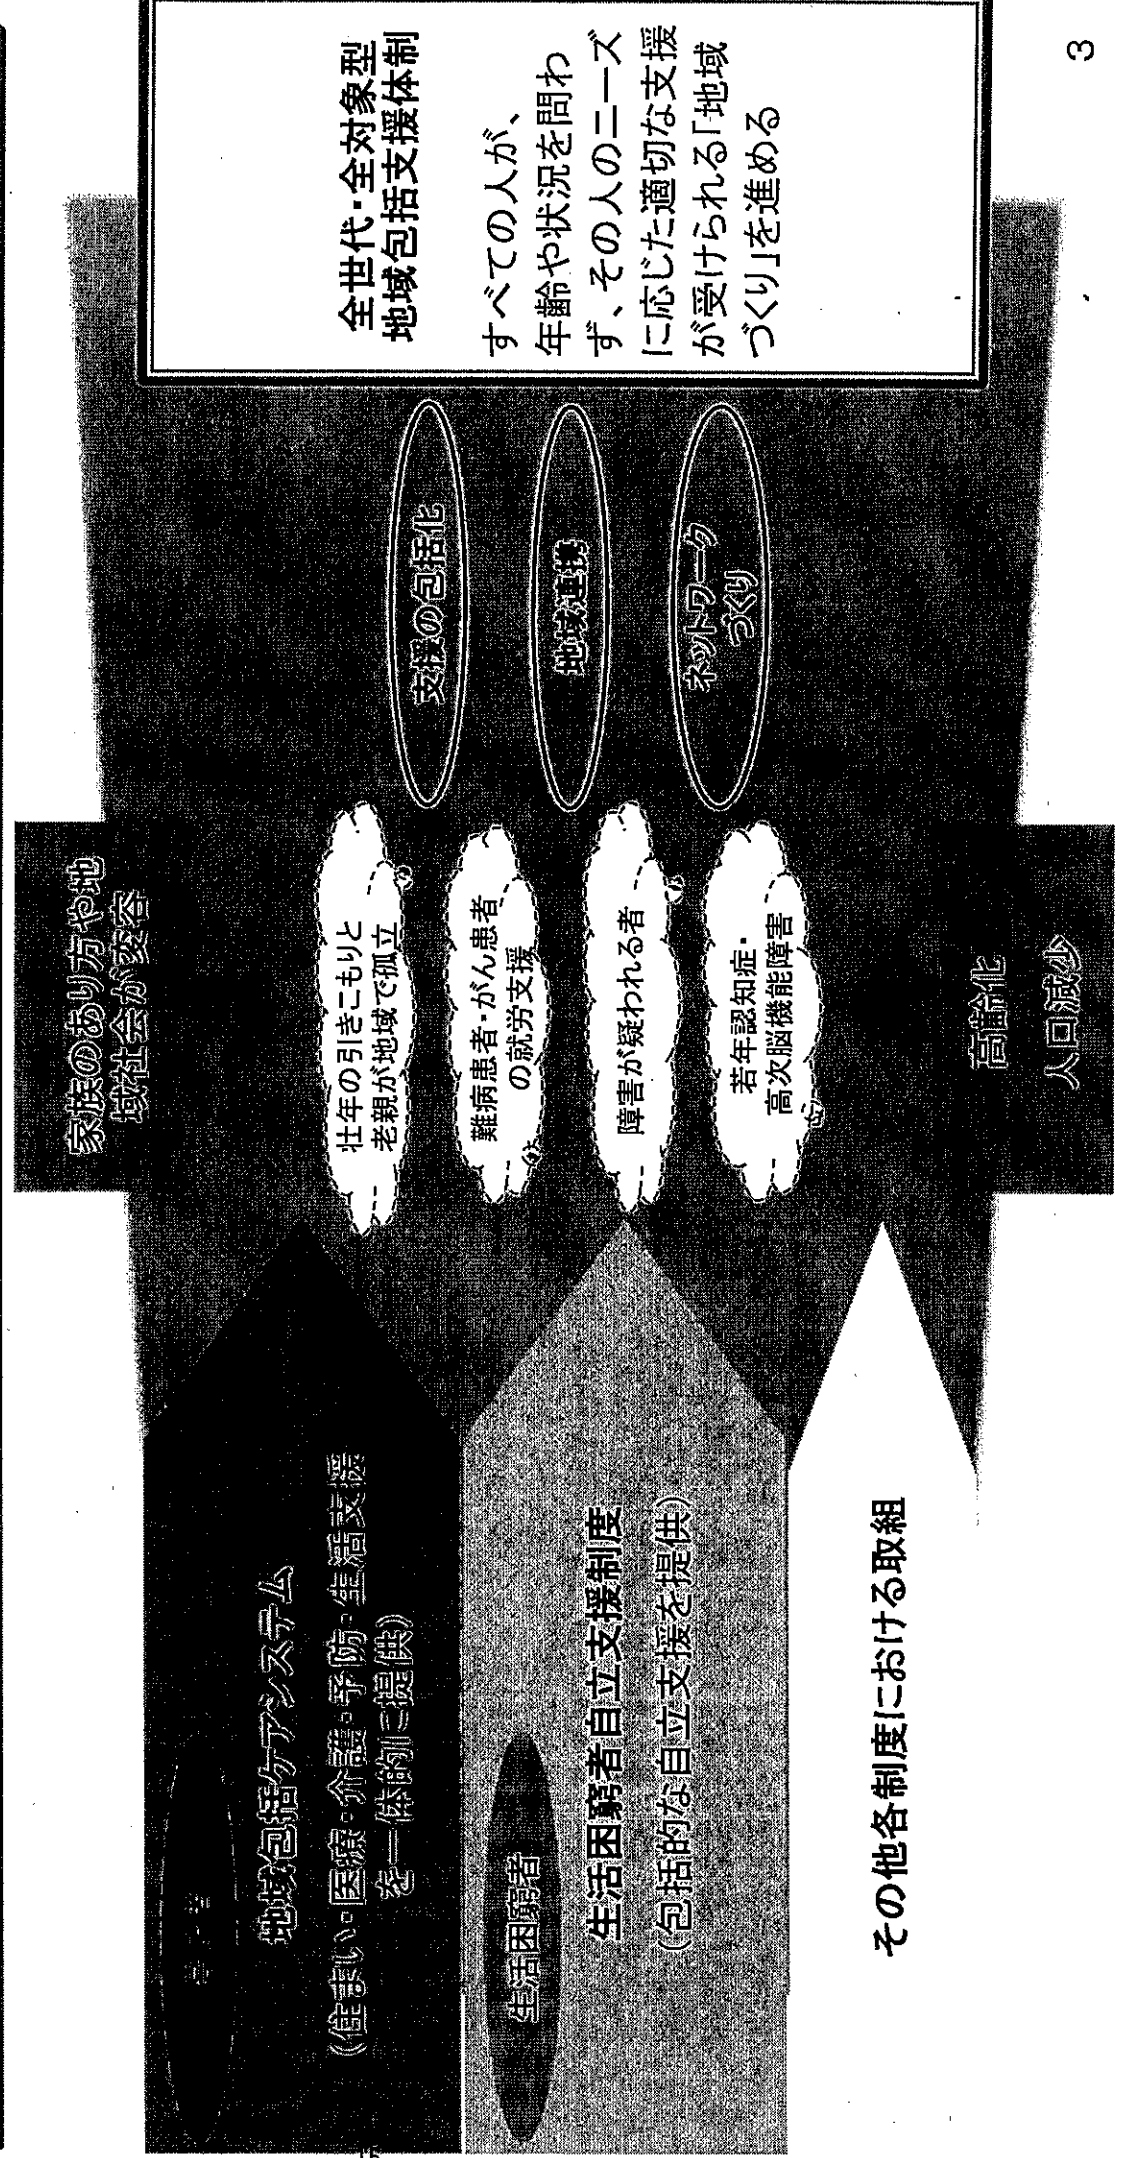 家族のあり方や地
域社会が変容
地域包括ケアシステム
(住まい・医療・介護・予防・生活支援
を一体的に提供)
生活困窮者
生活困窮者自立支援制度
(包括的な自立支援を提供)
その他各制度における取組
壮年の引きこもりと
老親が地域で孤立
難病患者・がん患者
の就労支援
障害が疑われる者
若年認知症・
高次脳機能障害
高齢化
人口減少
支援の包括化
地域連携
ネットワーク
づくり
全世代・全対象型
地域包括支援体制
すべての人が、
年齢や状況を問わ
ず、その人のニーズ
に応じた適切な支援
が受けられる「地域
づくり」を進める
3